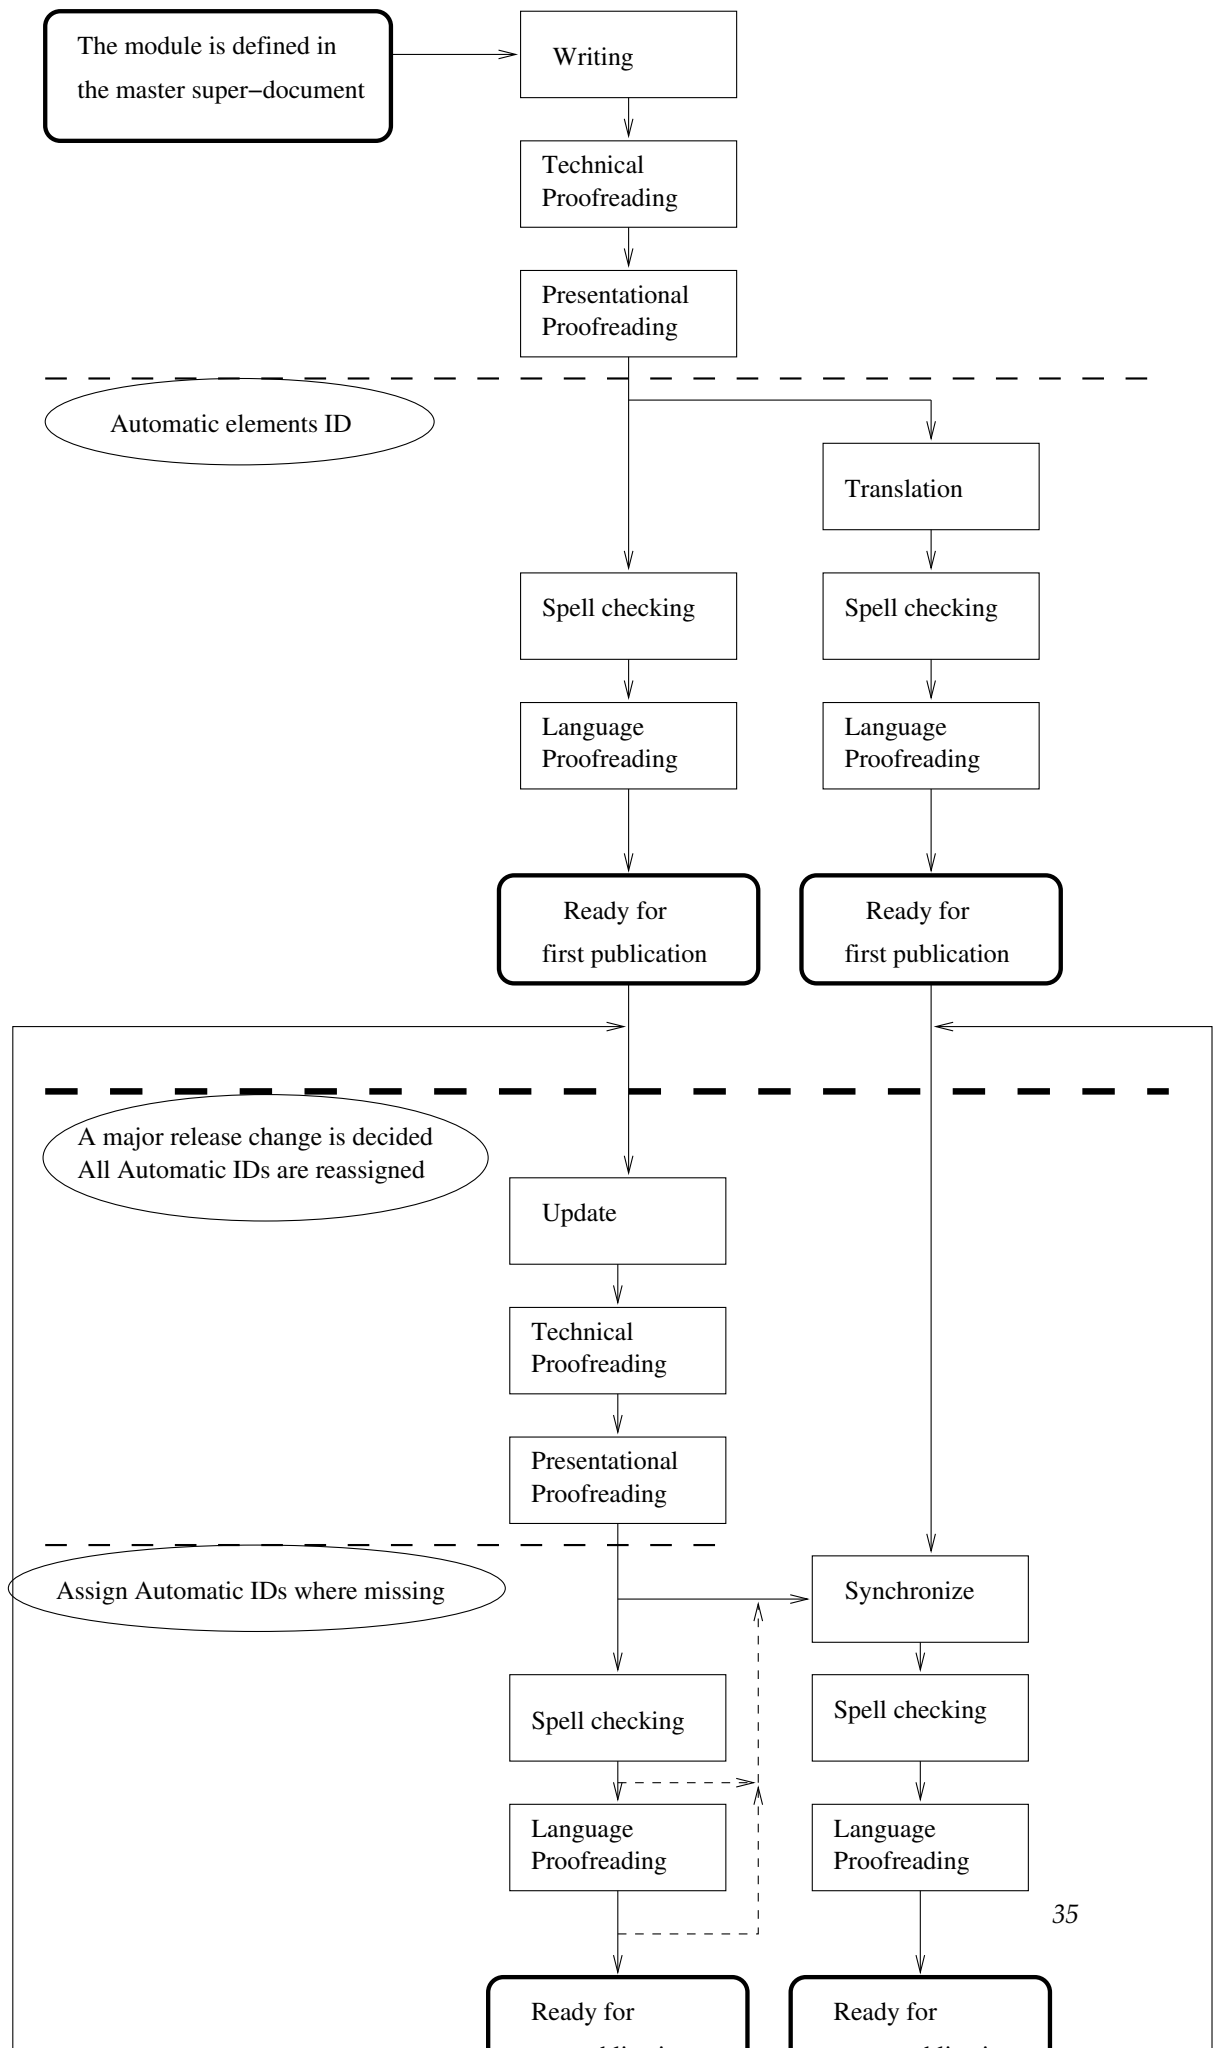 The module is defined in
the master super−document
Writing
Technical
Proofreading
Presentational
Proofreading
Automatic elements ID
Translation
Spell checking
Spell checking
Language
Proofreading
Language
Proofreading
Ready for
first publication
Ready for
first publication
A major release change is decided
All Automatic IDs are reassigned
Update
Technical
Proofreading
Presentational
Proofreading
Assign Automatic IDs where missing
Synchronize
Spell checking
Spell checking
Language
Proofreading
Language
Proofreading
35
Ready for
Ready for